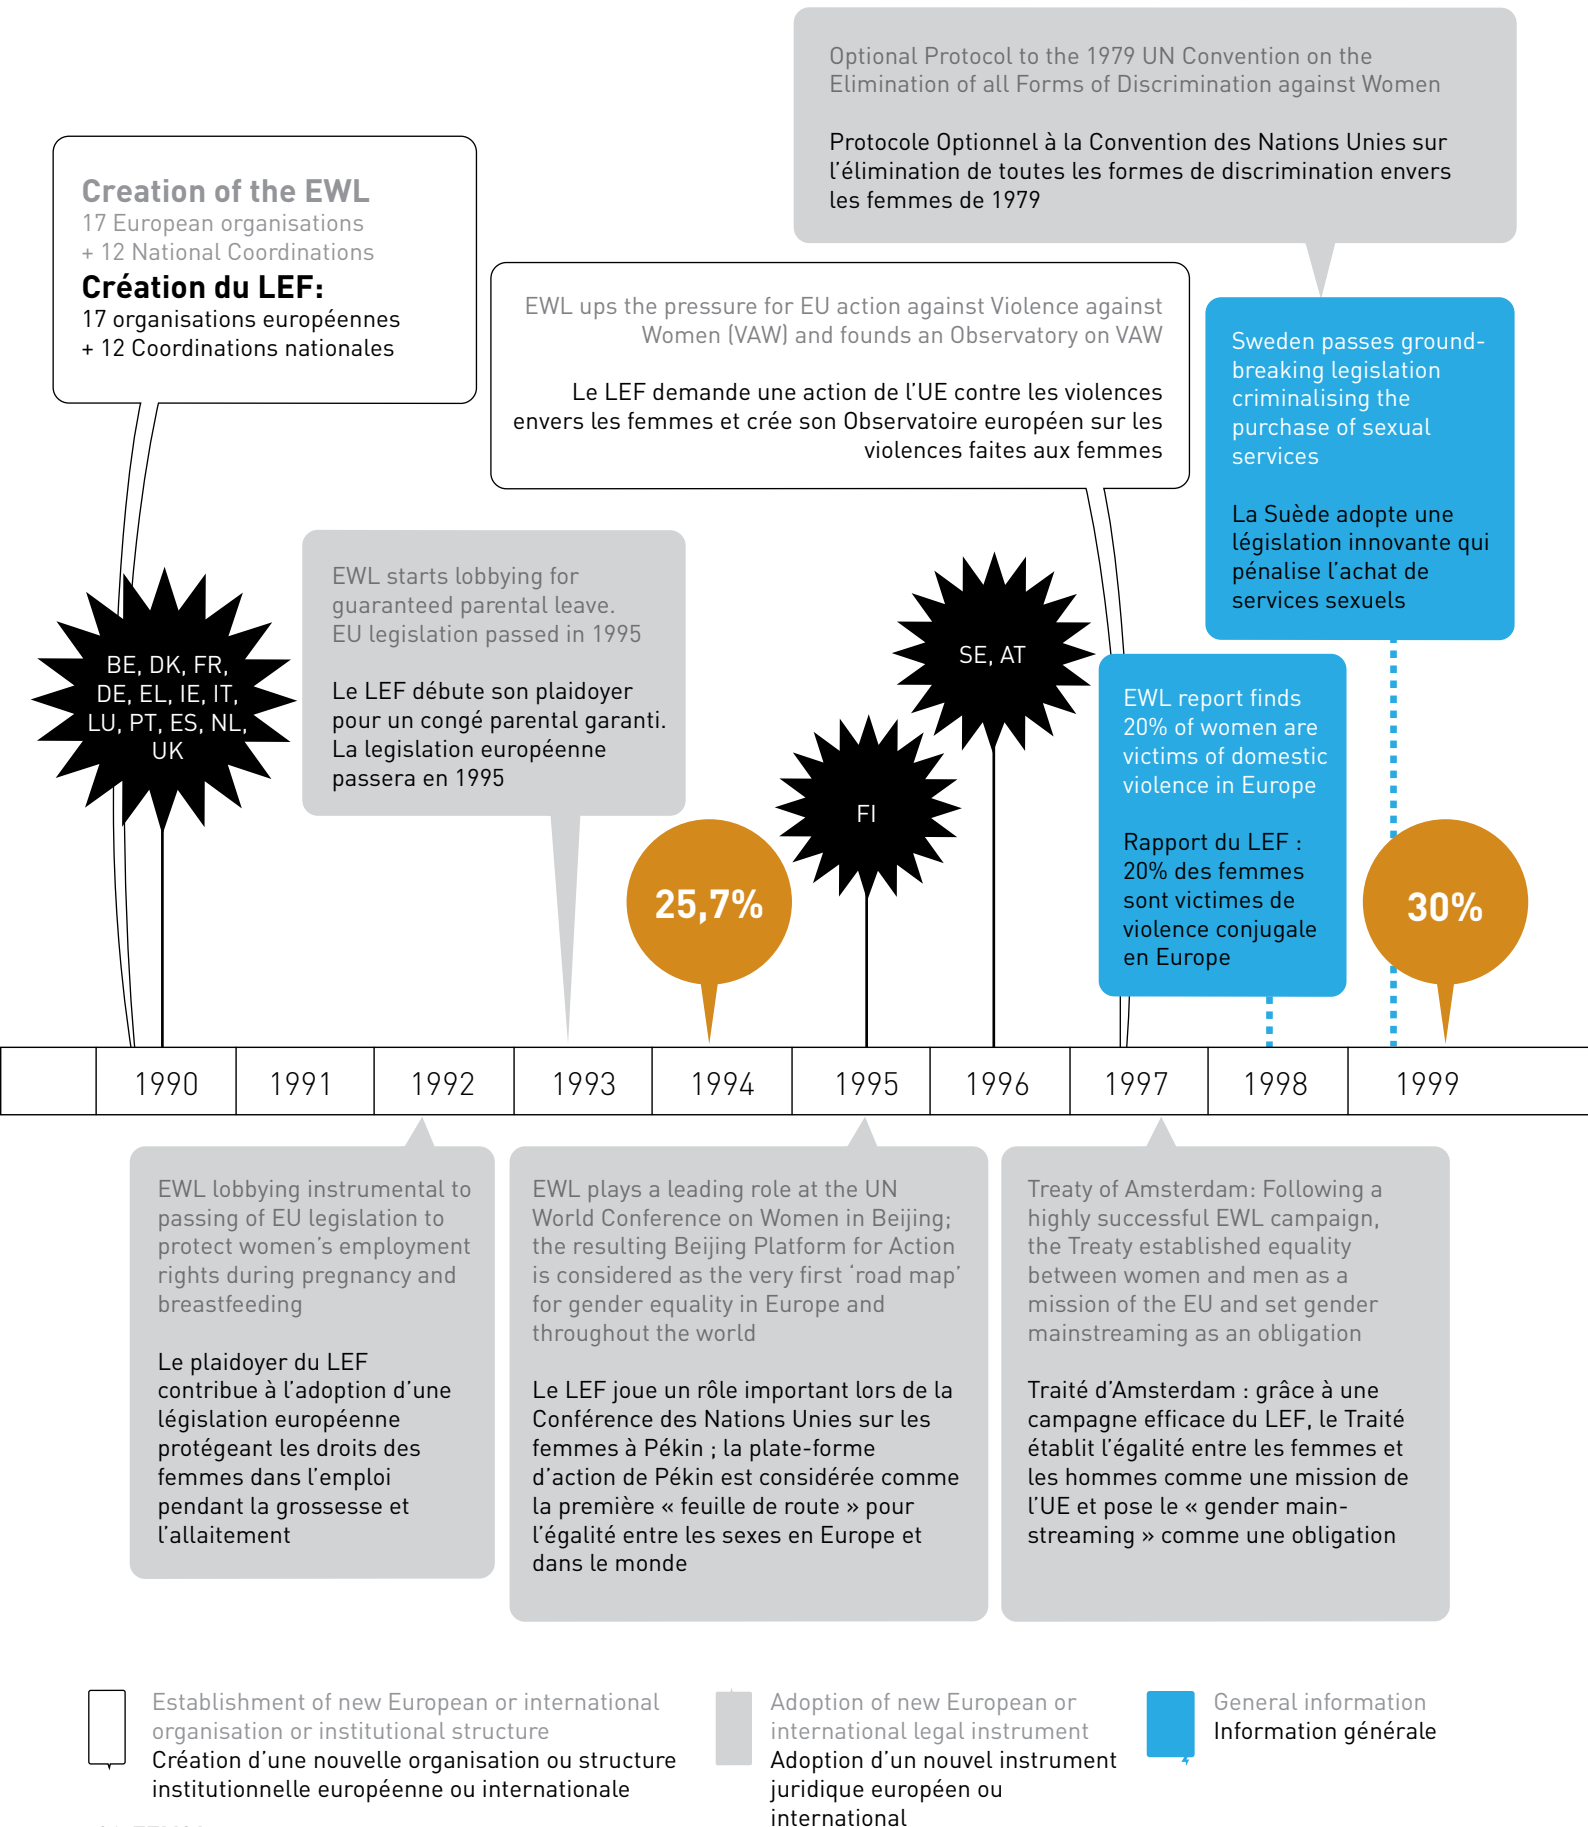 Optional Protocol to the 1979 UN Convention on the
Elimination of all Forms of Discrimination against Women
Protocole Optionnel à la Convention des Nations Unies sur
l’élimination de toutes les formes de discrimination envers
les femmes de 1979
Creation of the EWL
17 European organisations
+ 12 National Coordinations
Création du LEF:
17 organisations européennes
+ 12 Coordinations nationales
EWL ups the pressure for EU action against Violence against
Women (VAW) and founds an Observatory on VAW
Le LEF demande une action de l’UE contre les violences
envers les femmes et crée son Observatoire européen sur les
violences faites aux femmes
Sweden passes ground-
breaking legislation
criminalising the
purchase of sexual
services
La Suède adopte une
législation innovante qui
pénalise l’achat de
services sexuels
EWL starts lobbying for
guaranteed parental leave.
EU legislation passed in 1995
Le LEF débute son plaidoyer
pour un congé parental garanti.
La legislation européenne
passera en 1995
BE, DK, FR,
DE, EL, IE, IT,
LU, PT, ES, NL,
UK
SE, AT
FI
EWL report finds
20% of women are
victims of domestic
violence in Europe
Rapport du LEF :
20% des femmes
sont victimes de
violence conjugale
en Europe
25,7%
30%
1990 1991 1992 1993 1994 1995 1996 1997 1998 1999
EWL lobbying instrumental to
passing of EU legislation to
protect women’s employment
rights during pregnancy and
breastfeeding
Le plaidoyer du LEF
contribue à l’adoption d’une
législation européenne
protégeant les droits des
femmes dans l’emploi
pendant la grossesse et
l’allaitement
EWL plays a leading role at the UN
World Conference on Women in Beijing;
the resulting Beijing Platform for Action
is considered as the very first ‘road map’
for gender equality in Europe and
throughout the world
Le LEF joue un rôle important lors de la
Conférence des Nations Unies sur les
femmes à Pékin ; la plate-forme
d’action de Pékin est considérée comme
la première « feuille de route » pour
l’égalité entre les sexes en Europe et
dans le monde
Treaty of Amsterdam: Following a
highly successful EWL campaign,
the Treaty established equality
between women and men as a
mission of the EU and set gender
mainstreaming as an obligation
Traité d’Amsterdam : grâce à une
campagne efficace du LEF, le Traité
établit l’égalité entre les femmes et
les hommes comme une mission de
l’UE et pose le « gender main-
streaming » comme une obligation
Establishment of new European or international
organisation or institutional structure
Création d’une nouvelle organisation ou structure
institutionnelle européenne ou internationale
Adoption of new European or
international legal instrument
Adoption d’un nouvel instrument
juridique européen ou
international
General information
Information générale